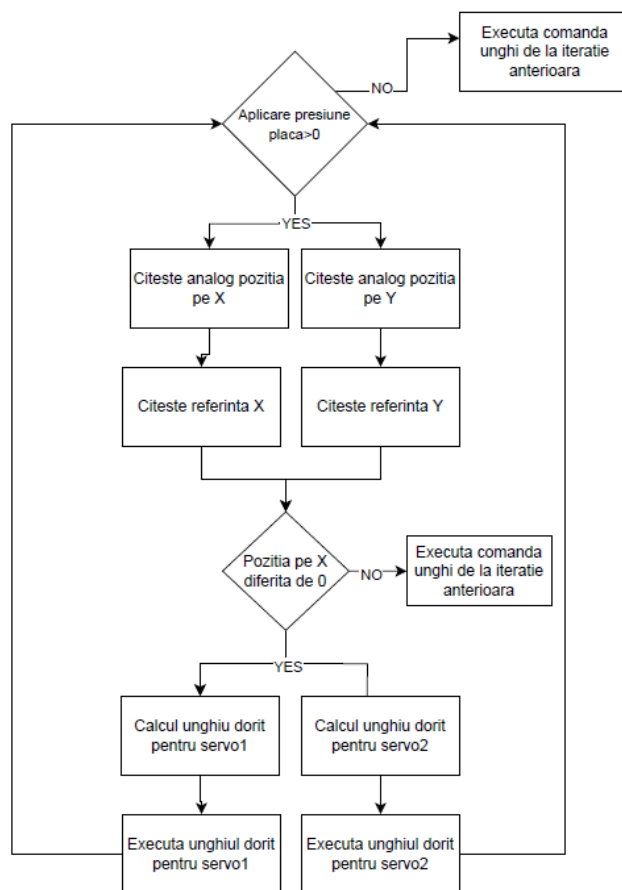 Executa comanda
unghi de la iteratie
anterioara
NO
Aplicare presiune
placa>0
YES
Citeste analog pozitia
pe X
Citeste analog pozitia
pe Y
Citeste referinta X
Citeste referinta Y
Pozitia pe X
diferita de 0
NO
Executa comanda
unghi de la iteratie
anterioara
YES
Calcul unghiu dorit
pentru servo1
Calcul unghiu dorit
pentru servo2
Executa unghiul dorit
pentru servo1
Executa unghiul dorit
pentru servo2